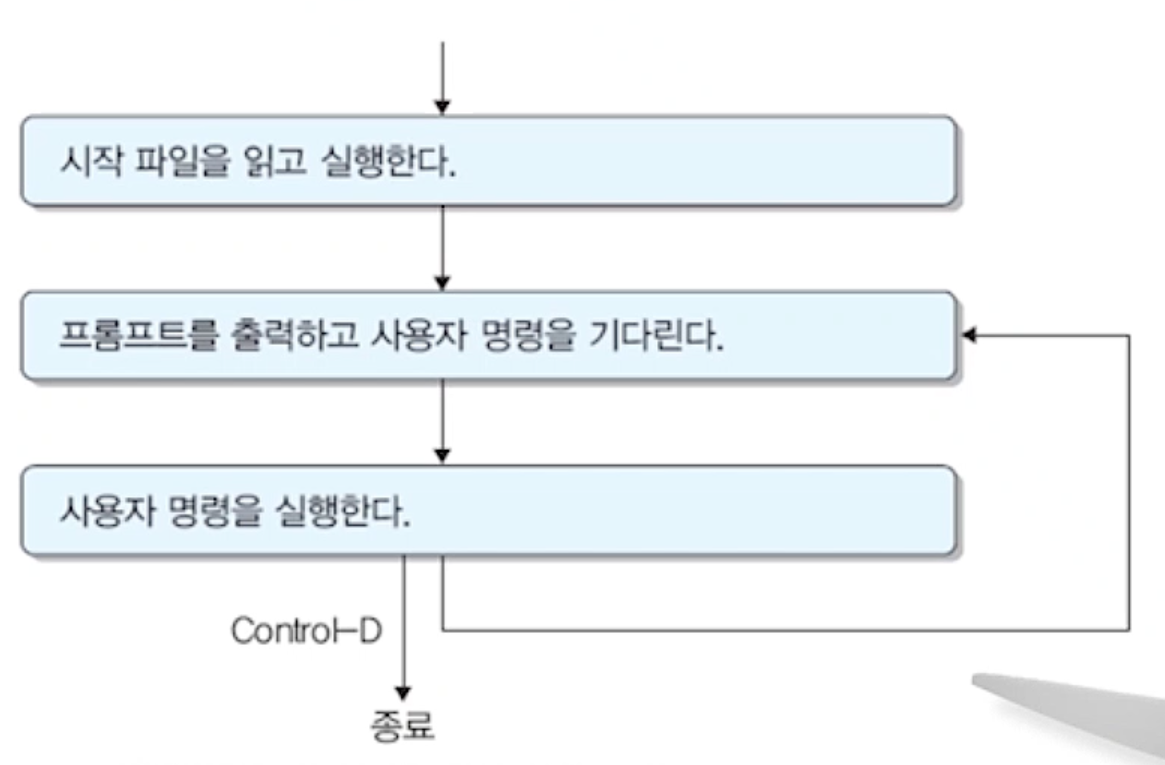 시작 파일을 읽고 실행한다.
프롬프트를 출력하고 사용자 명령을 기다린다.
사용자 명령을 실행한다.
Control-D
종료